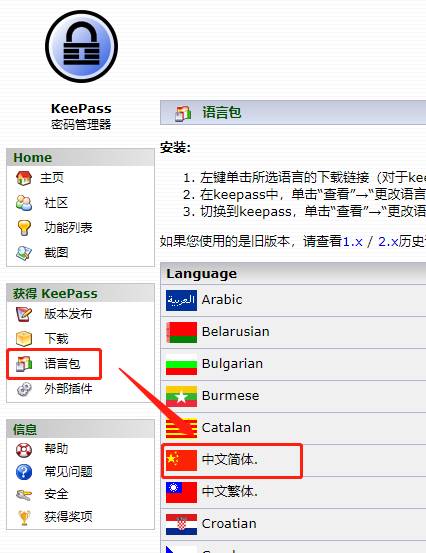 KeePass
密码管理器
Home
主页
社区
功能列表
截图
获得 KeePass
版本发布
下载
语言包
外部插件
信息
帮助
常见问题
安全
获得奖项
语言包
安装:
1. 左键单击所选语言的下载链接（对于kee
2. 在keepass中，单击“查看”→“更改语言
3. 切换到keepass，单击“查看”→“更改语
如果您使用的是旧版本，请查看1.x / 2.x历史
Language
Arabic
Belarusian
Bulgarian
Burmese
Catalan
中文简体.
中文繁体.
Croatian